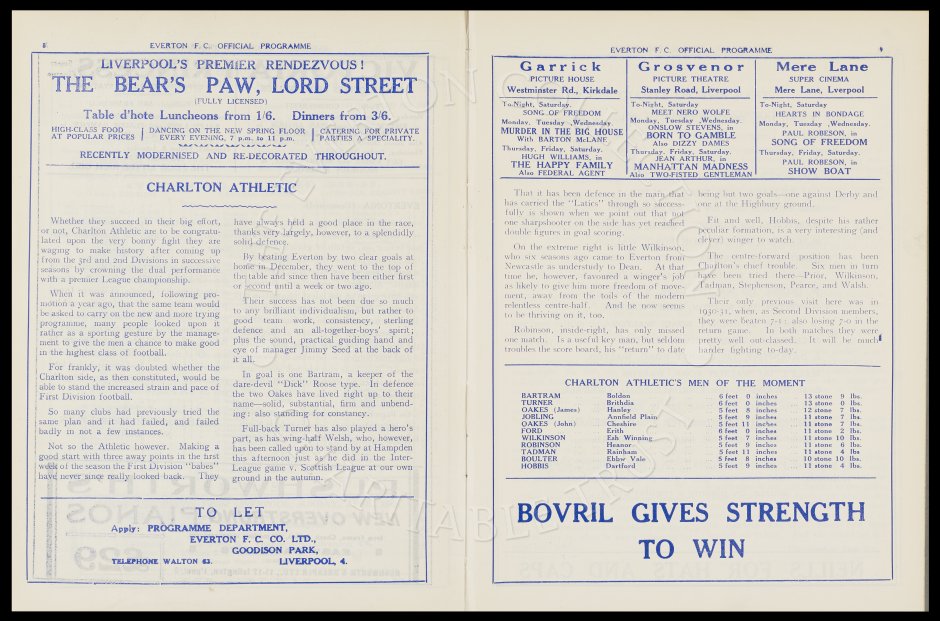 8
EVERTON F. C. OFFICIAL PROGRAMME
LIVERPOOL'S PREMIER RENDEZVOUS!
THE BEAR'S PAW, LORD STREET
(FULLY LICENSED)
Table d'hote Luncheons from 1/6. Dinners from 3/6.
HIGH-CLASS FOOD AT POPULAR PRICES
DANCING ON THE NEW SPRING FLOOR EVERY EVENING, 7 p.m. to 11 p.m.
CATERING FOR PRIVATE PARTIES A SPECIALITY.
RECENTLY MODERNISED AND RE-DECORATED THROUGHOUT.
CHARLTON ATHLETIC
Whether they succeed in their big effort,
or not, Charlton Athletic are to be congratu-
lated upon the very bonny fight they are
waging to make history after coming up
from the 3rd and 2nd Divisions in successive
seasons by crowning the dual performance
with a premier League championship.
When it was announced, following pro-
motion a year ago, that the same team would
be asked to carry on the new and more trying
programme, many people looked upon it
rather as a sporting gesture by the manage-
ment to give the men a chance to make good
in the highest class of football.
For frankly, it was doubted whether the
Charlton side, as then constituted, would be
able to stand the increased strain and pace of
First Division football.
So many clubs had previously tried the
same plan and it had failed, and failed
badly in not a few instances.
Not so the Athletic however. Making a
good start with three away points in the first
week of the season the First Division "babes"
have never since really looked back. They
have always held a good place in the race,
thanks very largely, however, to a splendidly
solid defence.
By beating Everton by two clear goals at
home in December, they went to the top of
the table and since then have been either first
or second until a week or two ago.
Their success has not been due so much
to any brilliant individualism, but rather to
good team work, consistency, sterling
defence and an all-together-boys' spirit;
plus the sound, practical guiding hand and
eye of manager Jimmy Seed at the back of
it all.
In goal is one Bartram, a keeper of the
dare-devil "Dick" Roose type. In defence
the two Oakes have lived right up to their
name—solid, substantial, firm and unbend-
ing: also standing for constancy.
Full-back Turner has also played a hero's
part, as has wing-half Welsh, who, however,
has been called upon to stand by at Hampden
this afternoon just as he did in the Inter-
League game v. Scottish League at our own
ground in the autumn.
TO LET
Apply: PROGRAMME DEPARTMENT,
EVERTON F. C. CO. LTD.,
GOODISON PARK,
TELEPHONE WALTON 63. LIVERPOOL, 4.
EVERTON F. C. OFFICIAL PROGRAMME
9
Garrick
PICTURE HOUSE
Westminster Rd., Kirkdale
To-Night, Saturday.
SONG OF FREEDOM
Monday, Tuesday, Wednesday.
MURDER IN THE BIG HOUSE
With BARTON McLANE
Thursday, Friday, Saturday.
HUGH WILLIAMS, in
THE HAPPY FAMILY
Also FEDERAL AGENT
Grosvenor
PICTURE THEATRE
Stanley Road, Liverpool
To-Night, Saturday
MEET NERO WOLFE
Monday, Tuesday, Wednesday.
ONSLOW STEVENS, in
BORN TO GAMBLE
Also DIZZY DAMES
Thursday, Friday, Saturday.
JEAN ARTHUR, in
MANHATTAN MADNESS
Also TWO-FISTED GENTLEMAN
Mere Lane
SUPER CINEMA
Mere Lane, Lverpool
To-Night, Saturday.
HEARTS IN BONDAGE
Monday, Tuesday, Wednesday.
PAUL ROBESON, in
SONG OF FREEDOM
Thursday, Friday, Saturday.
PAUL ROBESON, in
SHOW BOAT
That it has been defence in the main that
has carried the "Latics" through so success-
fully is shown when we point out that not
one sharpshooter on the side has yet reached
double figures in goal scoring.
On the extreme right is little Wilkinson,
who six seasons ago came to Everton from
Newcastle as understudy to Dean. At that
time he, however, favoured a winger's job
as likely to give him more freedom of move-
ment, away from the toils of the modern
relentless centre-half. And he now seems
to be thriving on it, too.
Robinson, inside-right, has only missed
one match. Is a useful key man, but seldom
troubles the score board, his "return" to date
being but two goals—one against Derby and
one at the Highbury ground.
Fit and well, Hobbis, despite his rather
peculiar formation, is a very interesting (and
clever) winger to watch.
The centre-forward position has been
Charlton's chief trouble. Six men in turn
have been tried there—Prior, Wilkinson,
Tadman, Stephenson, Pearce, and Walsh.
Their only previous visit here was in
1930-31, when, as Second Division members,
they were beaten 7-1; also losing 7-0 in the
return game. In both matches they were
pretty well out-classed. It will be much
harder fighting to-day.
CHARLTON ATHLETIC'S MEN OF THE MOMENT
BARTRAM Boldon 6 feet 0 inches 13 stone 9 lbs.
TURNER Brithdia 6 feet 0 inches 13 stone 0 lbs.
OAKES (James) Hanley 5 feet 8 inches 12 stone 7 lbs.
JOBLING Annfield Plain 5 feet 9 inches 11 stone 7 lbs.
OAKES (John) Cheshire 5 feet 11 inches 11 stone 7 lbs.
FORD Erith 6 feet 0 inches 11 stone 2 lbs.
WILKINSON Esh Winning 5 feet 7 inches 11 stone 10 lbs.
ROBINSON Heanor 5 feet 9 inches 11 stone 6 lbs.
TADMAN Rainham 5 feet 11 inches 11 stone 4 lbs.
BOULTER Ebbw Vale 5 feet 8 inches 10 stone 10 lbs.
HOBBIS Dartford 5 feet 9 inches 11 stone 4 lbs.
BOVRIL GIVES STRENGTH
TO WIN